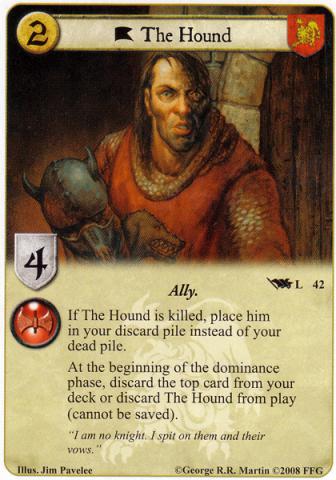 2
The Hound
4
Ally.
L 42
If The Hound is killed, place him
in your discard pile instead of your
dead pile.
At the beginning of the dominance
phase, discard the top card from your
deck or discard The Hound from play
(cannot be saved).
"I am no knight. I spit on them and their
vows."
Illus. Jim Pavelec
©George R.R. Martin ©2008 FFG